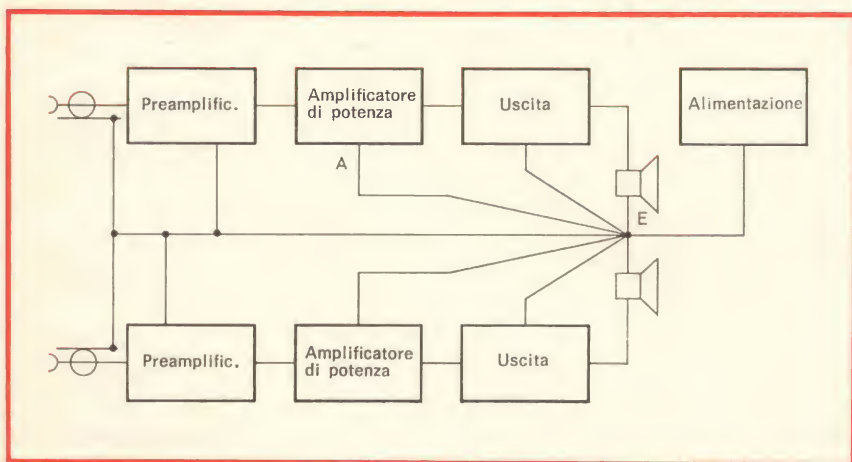 Preamplific.
Amplificatore
di potenza
Uscita
Alimentazione
A
E
Preamplific.
Amplificatore
di potenza
Uscita